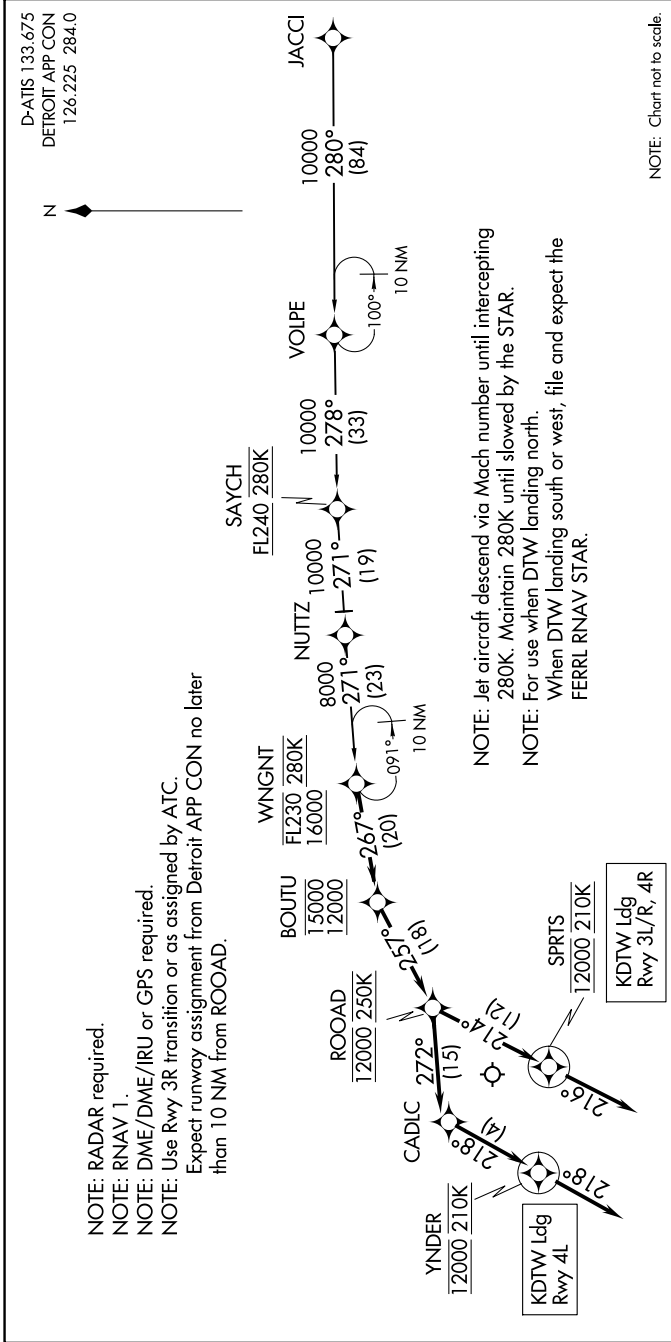 D-ATIS 133.675
DETROIT APP CON
126.225 284.0
N
NOTE: RADAR required.
NOTE: RNAV 1.
NOTE: DME/DME/IRU or GPS required.
NOTE: Use Rwy 3R transition or as assigned by ATC.
Expect runway assignment from Detroit APP CON no later
than 10 NM from ROOAD.
JACCI
10000
280°
(84)
VOLPE
100°
10 NM
10000
278°
(33)
SAYCH
FL240 280K
10000
271°
(19)
NUTTZ
8000
271°
(23)
WNGNT
FL230 280K
16000
091°
10 NM
267°
(20)
BOUTU
15000
12000
257°
(18)
ROOAD
12000 250K
272°
(15)
CADLC
218°
(4)
YNDER
12000 210K
218°
KDTW Ldg
Rwy 4L
214°
(12)
SPRTS
12000 210K
216°
KDTW Ldg
Rwy 3L/R, 4R
NOTE: Jet aircraft descend via Mach number until intercepting
280K. Maintain 280K until slowed by the STAR.
NOTE: For use when DTW landing north.
When DTW landing south or west, file and expect the
FERRL RNAV STAR.
NOTE: Chart not to scale.